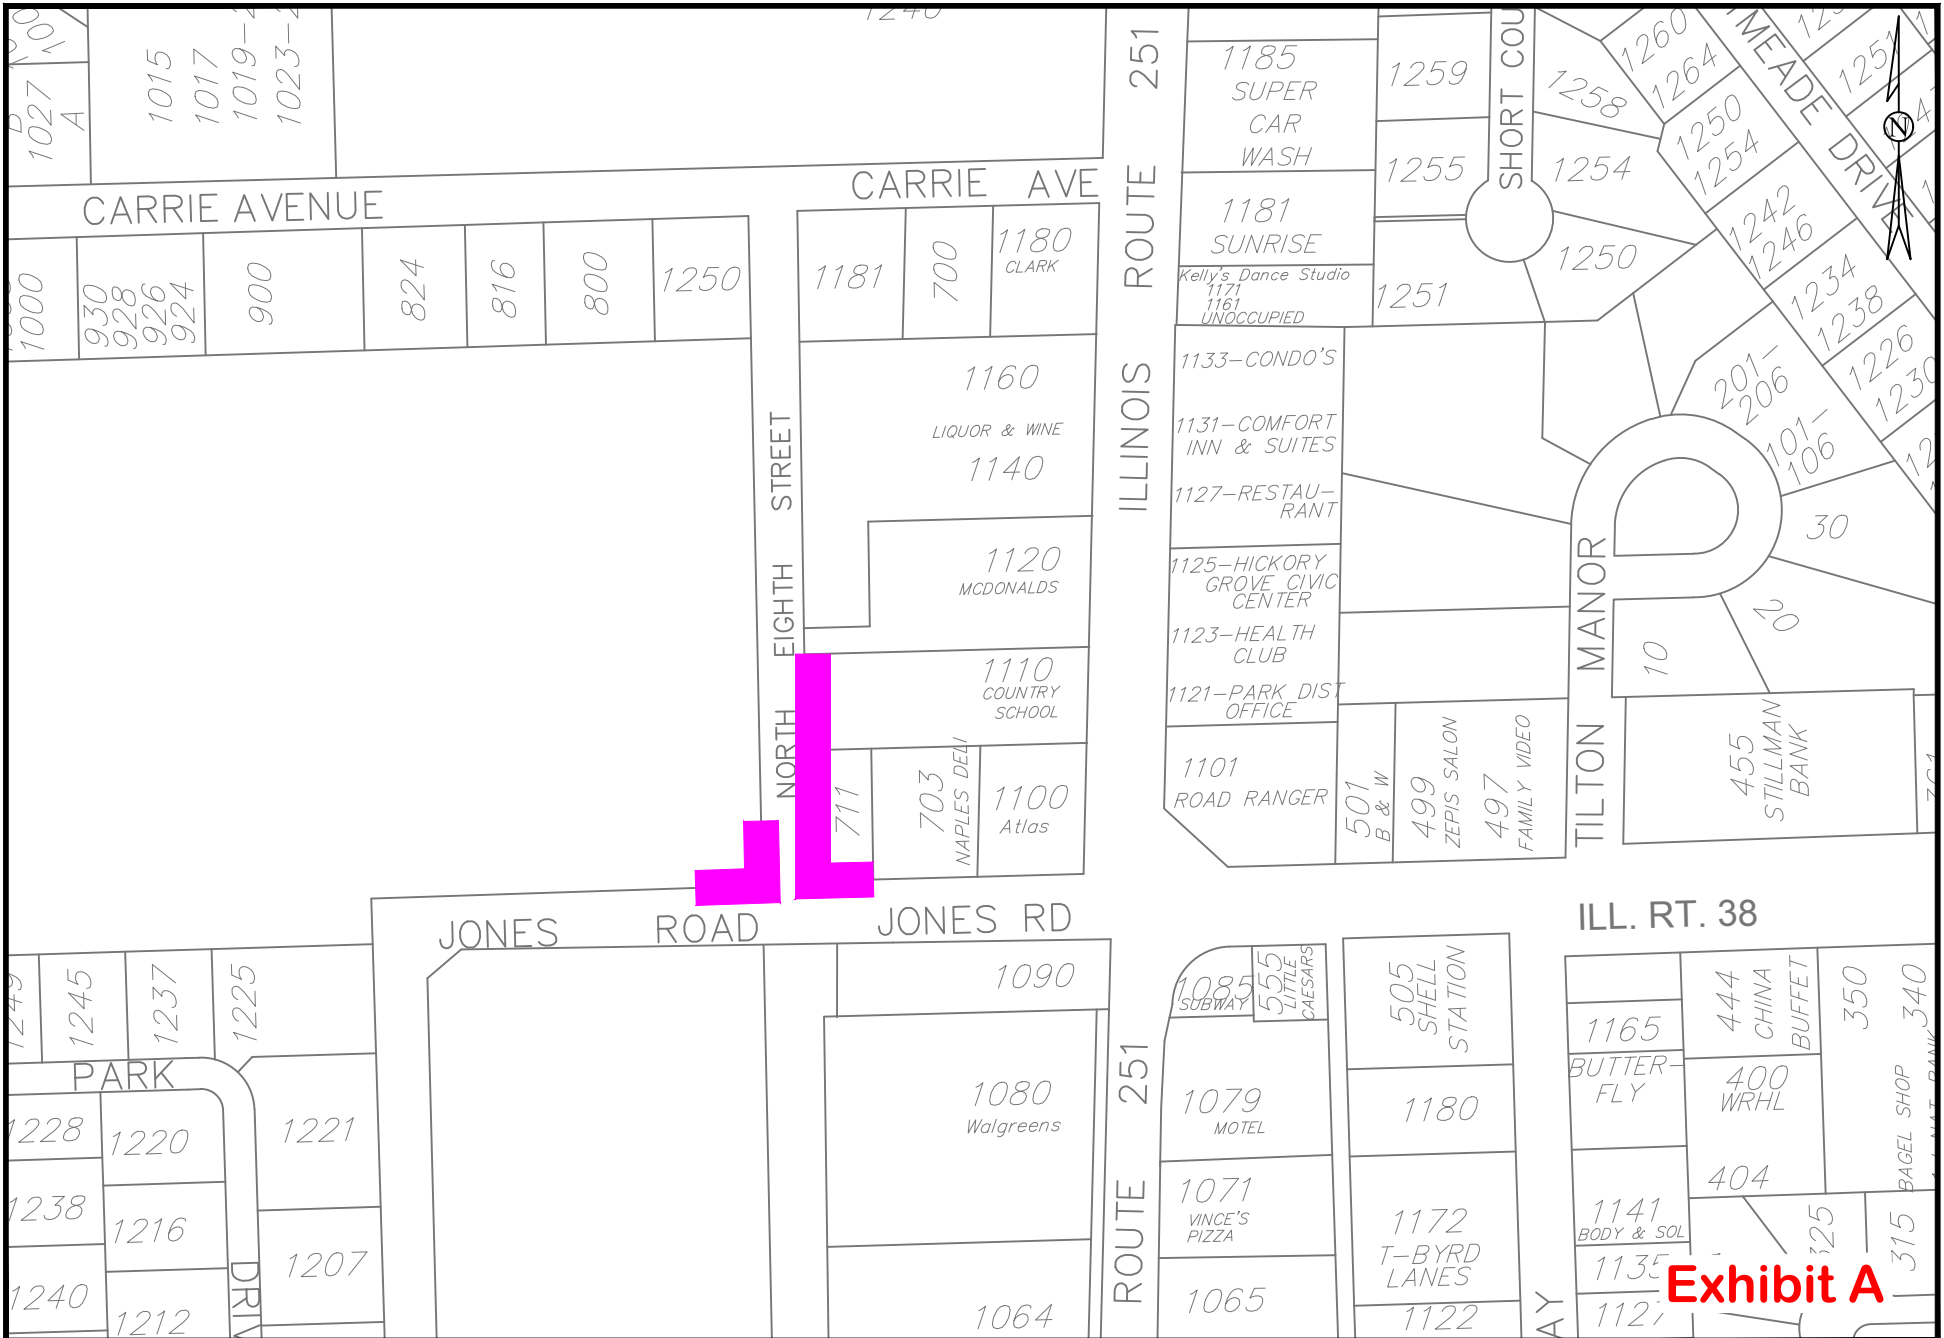 1240
1015
1017
1027
A
CARRIE AVENUE
CARRIE AVE
ILLINOIS ROUTE 251
1185
SUPER
CAR
WASH
1181
SUNRISE
Kelly's Dance Studio
1171
1161
UNOCCUPIED
1259
1255
1251
SHORT COU
1258
1254
1250
1260
1264
1250
1254
1242
1246
1234
1238
1226
1230
1251
MEADE DRIVE
N
1000
930
928
926
924
900
824
816
800
1250
1181
700
1180
CLARK
1160
LIQUOR & WINE
1140
1120
MCDONALDS
1110
COUNTRY
SCHOOL
711
703
NAPLES DELI
1100
Atlas
NORTH EIGHTH STREET
1133-CONDO'S
1131-COMFORT
INN & SUITES
1127-RESTAU-
RANT
1125-HICKORY
GROVE CIVIC
CENTER
1123-HEALTH
CLUB
1121-PARK DIST
OFFICE
1101
ROAD RANGER
501
B & W
499
ZEPIS SALON
497
FAMILY VIDEO
TILTON MANOR
201-
206
101-
106
30
20
10
455
STILLMAN
BANK
JONES ROAD
JONES RD
ILL. RT. 38
1249
1245
1237
1225
PARK
DRIV
1228
1220
1221
1238
1216
1207
1240
1212
1090
1080
Walgreens
1064
ROUTE 251
1085
SUBWAY
555
LITTLE
CAESARS
1079
MOTEL
1071
VINCE'S
PIZZA
1065
505
SHELL
STATION
1180
1172
T-BYRD
LANES
1122
AY
1165
BUTTER-
FLY
1141
BODY & SOL
1135
1127
444
CHINA
BUFFET
400
WRHL
404
350
340
BAGEL SHOP
325
315
Exhibit A